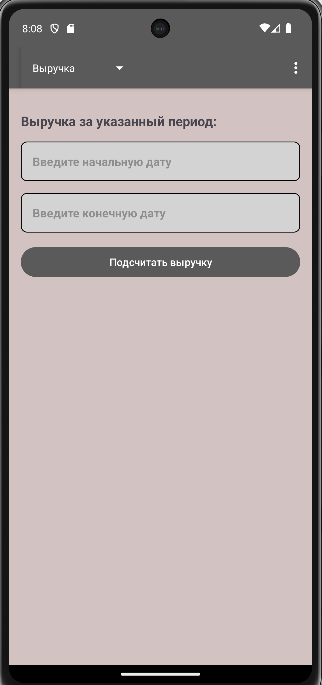 8:08
Выручка
Выручка за указанный период:
Введите начальную дату
Введите конечную дату
Подсчитать выручку